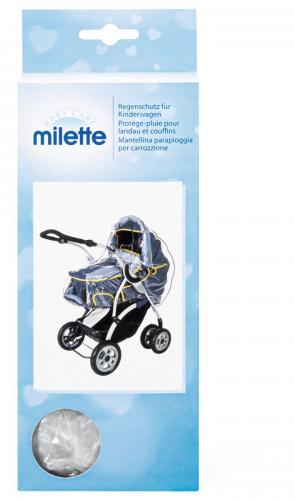 BABY CARE
milette
Regenschutz für
Kinderwagen
Protège-pluie pour
landau et couffins
Mantellina parapioggia
per carrozzione